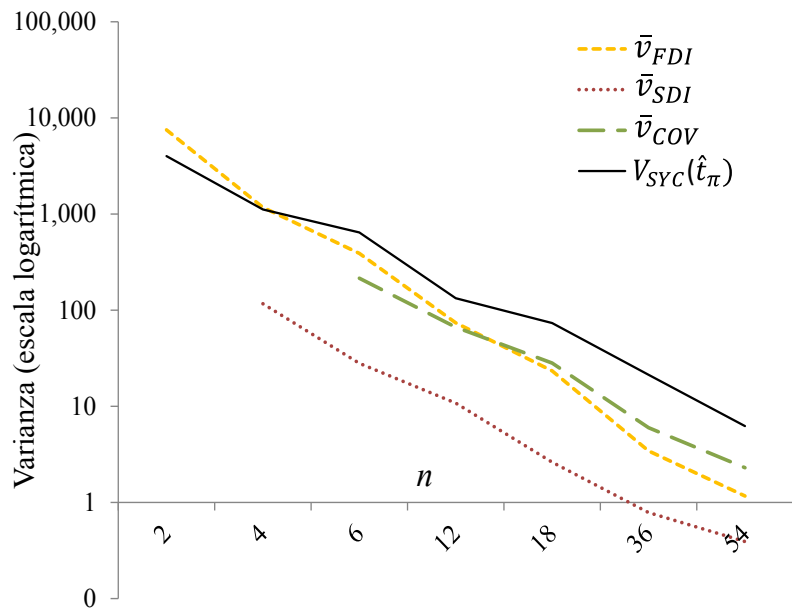 100,000
10,000
1,000
100
10
1
0
Varianza (escala logarítmica)
n
2
4
6
12
18
36
54
v̄_FDI
v̄_SDI
v̄_COV
V_SYC(t̂_π)